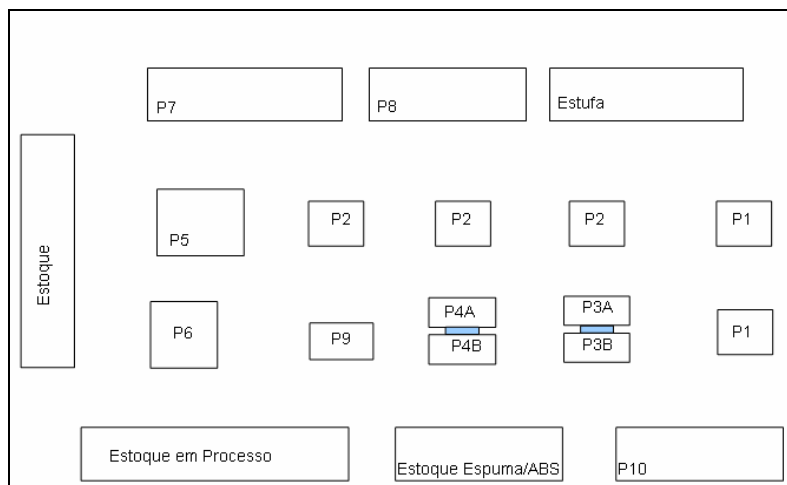 P7
P8
Estufa
Estoque
P5
P2
P2
P2
P1
P6
P9
P4A
P4B
P3A
P3B
P1
Estoque em Processo
Estoque Espuma/ABS
P10